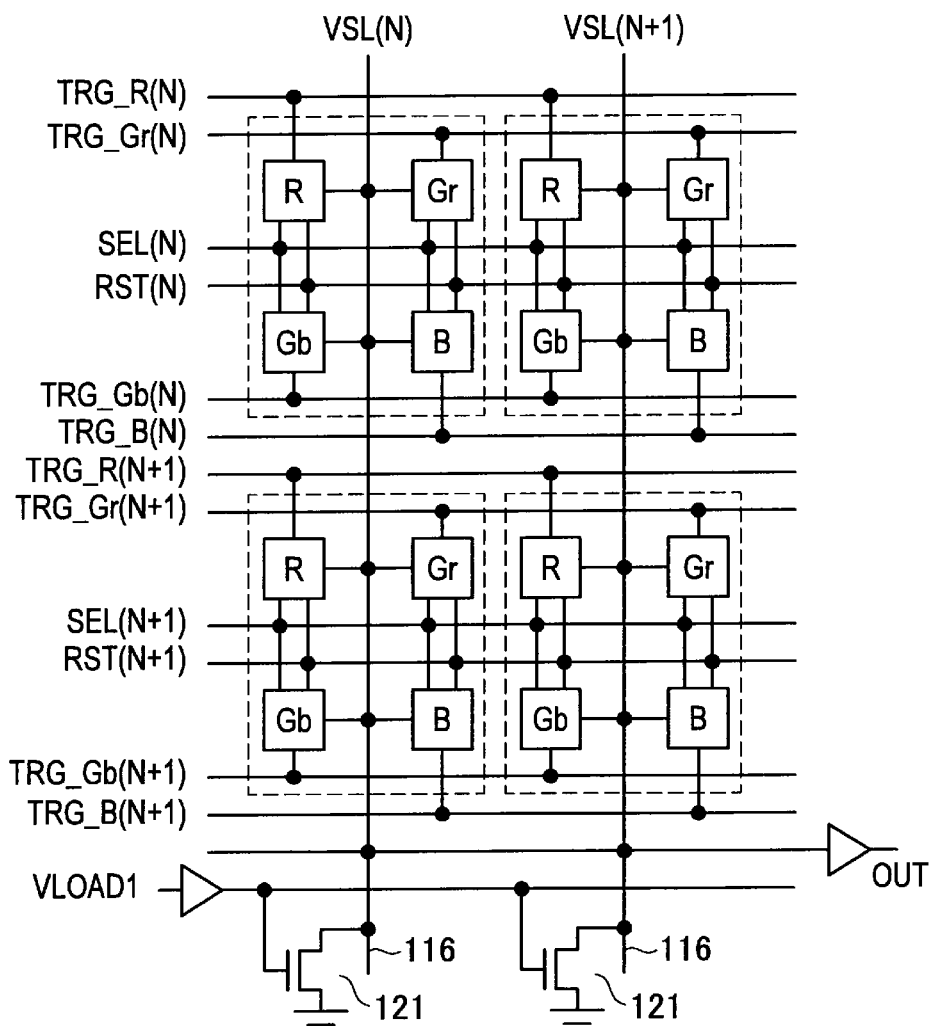 VSL(N) VSL(N+1)
TRG_R(N)
TRG_Gr(N)
R Gr R Gr
SEL(N)
RST(N)
Gb B Gb B
TRG_Gb(N)
TRG_B(N)
TRG_R(N+1)
TRG_Gr(N+1)
R Gr R Gr
SEL(N+1)
RST(N+1)
Gb B Gb B
TRG_Gb(N+1)
TRG_B(N+1)
OUT
VLOAD1
116 116
121 121